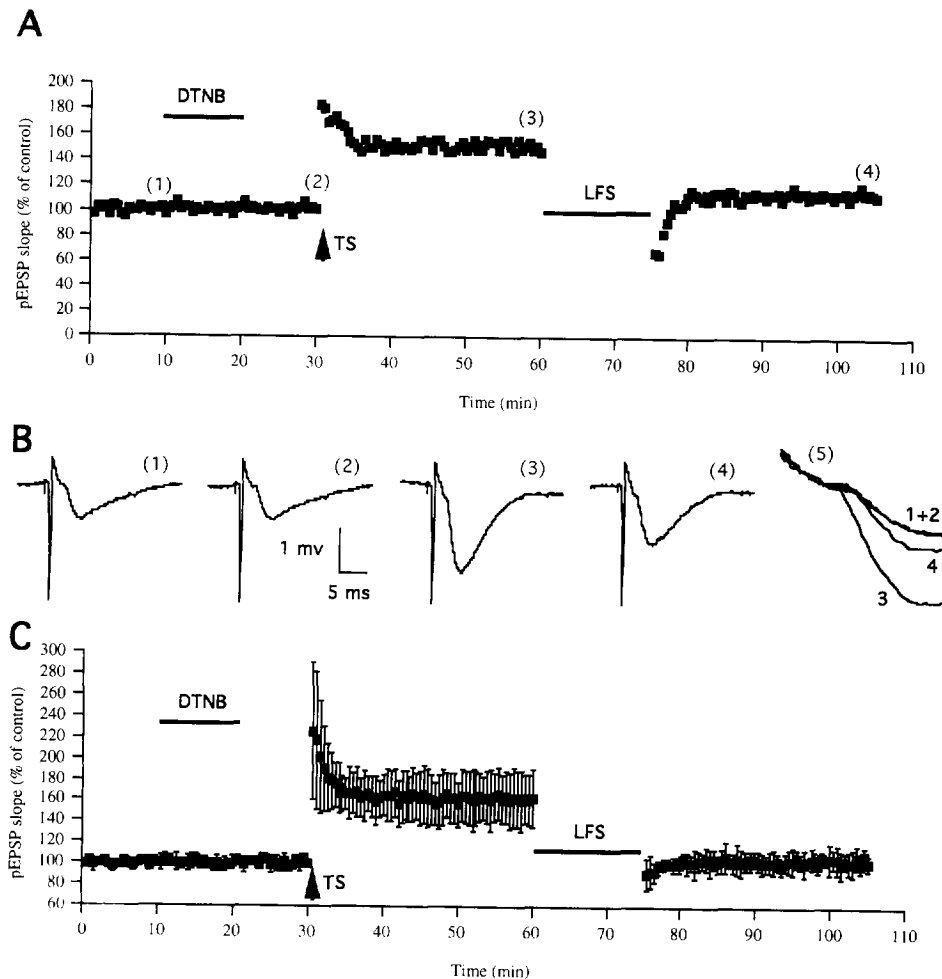 A
pEPSP slope (% of control)
200
180
160
140
120
100
80
60
40
20
0
DTNB
(1)
(2)
(3)
(4)
TS
LFS
0 10 20 30 40 50 60 70 80 90 100 110
Time (min)
B
(1)
(2)
(3)
(4)
(5)
1 mv
5 ms
1+2
4
3
C
pEPSP slope (% of control)
300
280
260
240
220
200
180
160
140
120
100
80
60
DTNB
TS
LFS
0 10 20 30 40 50 60 70 80 90 100 110
Time (min)